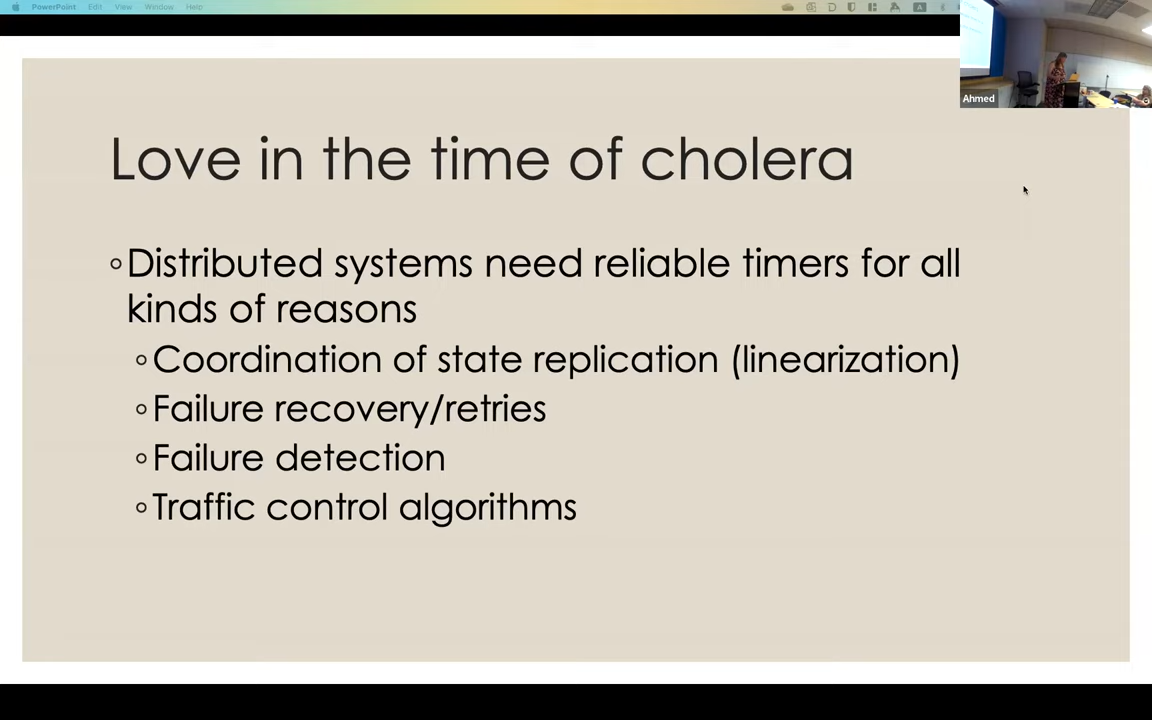 PowerPoint Edit View Window Help
Ahmed
Love in the time of cholera
◦Distributed systems need reliable timers for all
kinds of reasons
◦Coordination of state replication (linearization)
◦Failure recovery/retries
◦Failure detection
◦Traffic control algorithms